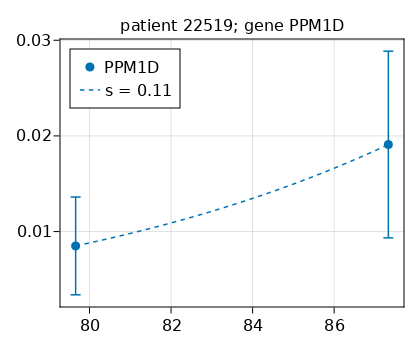 patient 22519; gene PPM1D
0.03
PPM1D
s = 0.11
0.02
0.01
80
82
84
86